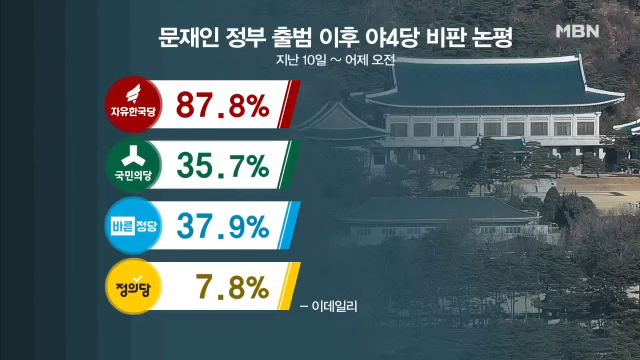 문재인 정부 출범 이후 야4당 비판 논평
MBN
지난 10일 ~ 어제 오전
자유한국당 87.8%
국민의당 35.7%
바른정당 37.9%
정의당 7.8%
- 이데일리